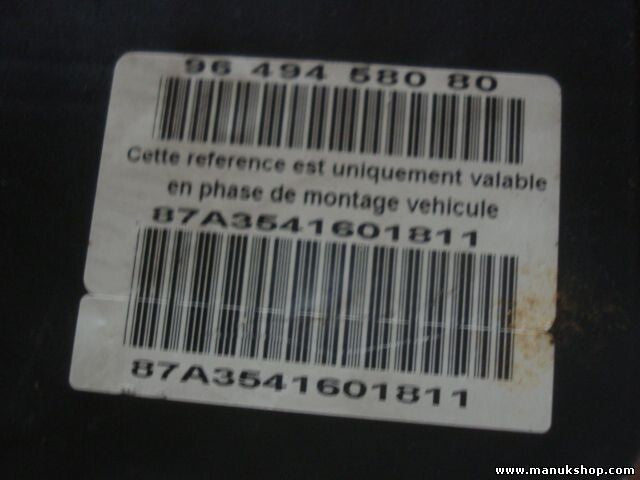 96 494 580 80
Cette reference est uniquement valable
en phase de montage vehicule
87A3541601811
87A3541601811
www.manukshop.com